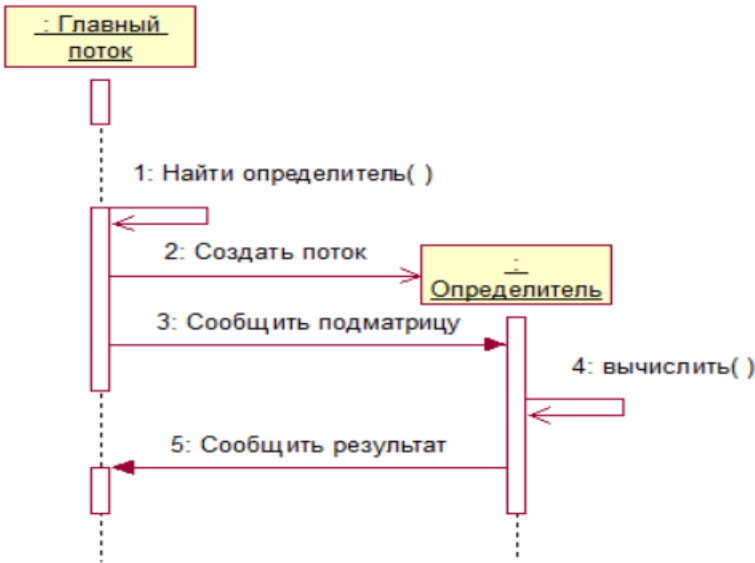 : Главный
поток
1: Найти определитель( )
2: Создать поток
:
Определитель
3: Сообщить подматрицу
4: вычислить( )
5: Сообщить результат